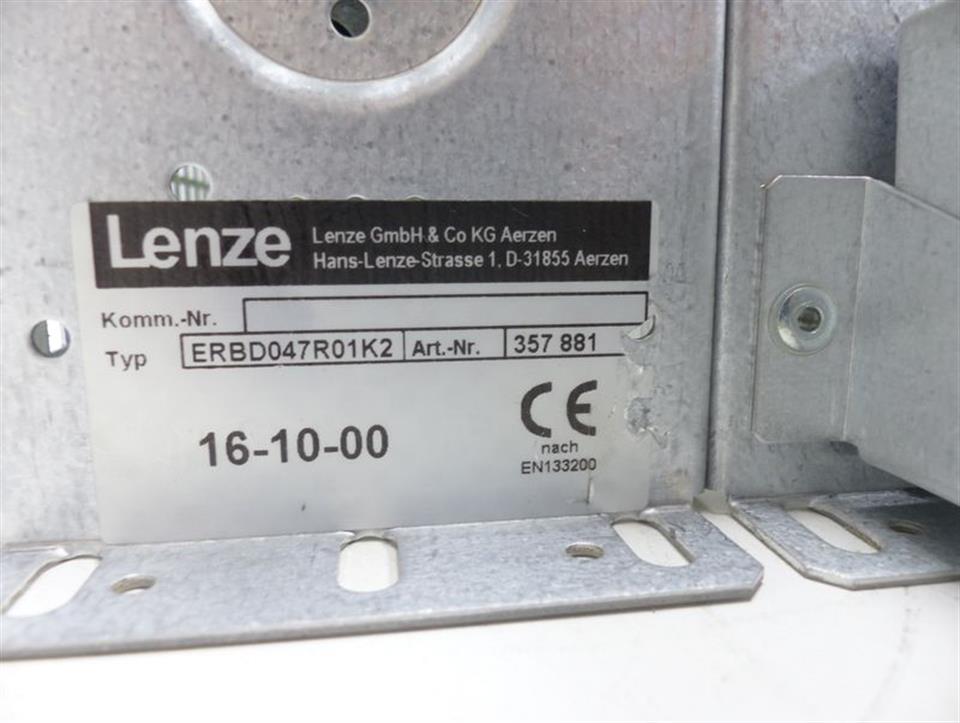 Lenze
Lenze GmbH & Co KG Aerzen
Hans-Lenze-Strasse 1, D-31855 Aerzen
Komm.-Nr.
Typ ERBD047R01K2 Art.-Nr. 357 881
16-10-00
CE
nach
EN133200